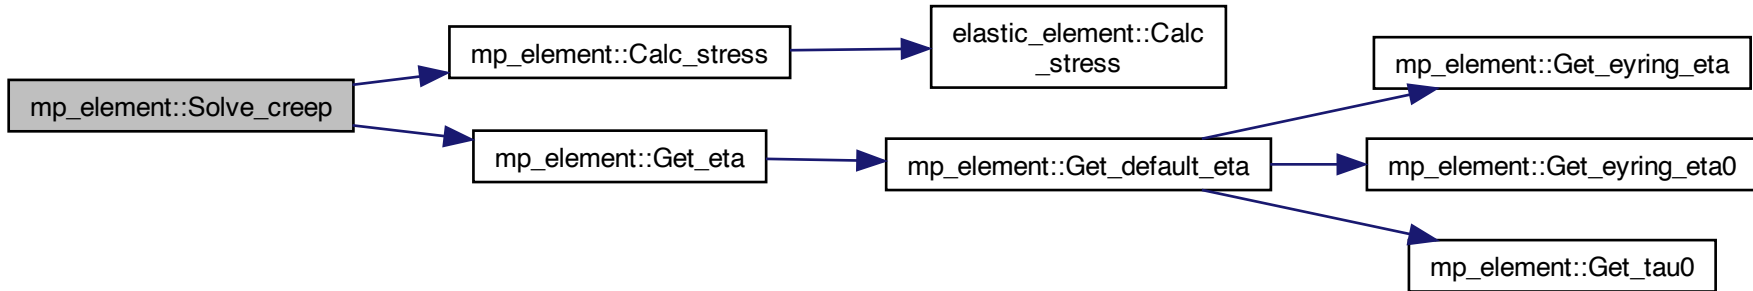 mp_element::Solve_creep
mp_element::Calc_stress
elastic_element::Calc
_stress
mp_element::Get_eta
mp_element::Get_default_eta
mp_element::Get_eyring_eta
mp_element::Get_eyring_eta0
mp_element::Get_tau0